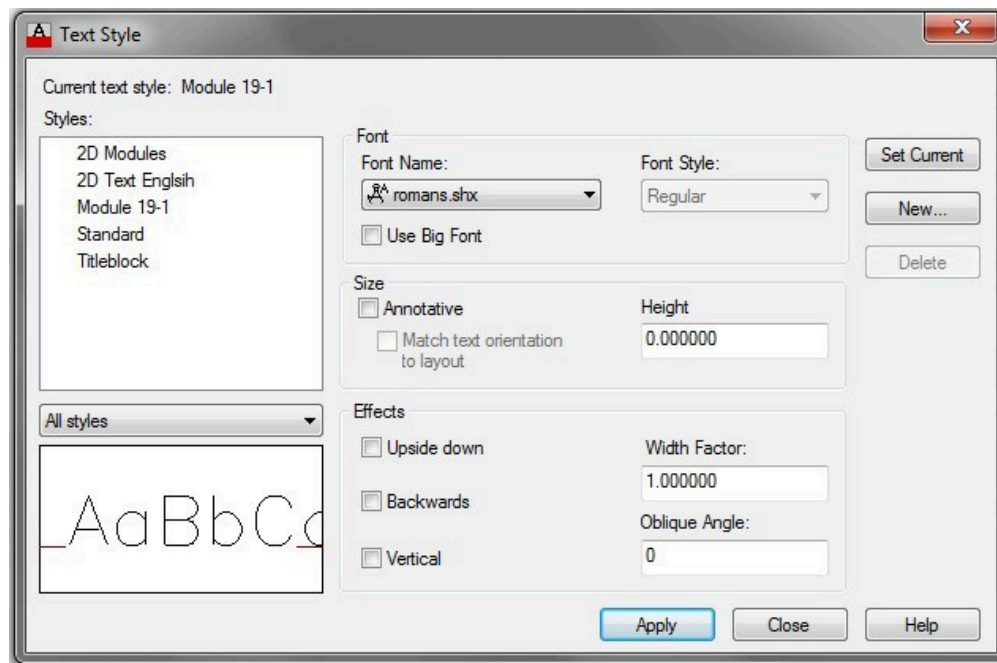 Text Style
Current text style: Module 19-1
Styles:
2D Modules
2D Text Englsih
Module 19-1
Standard
Titleblock
All styles
AaBbCc
Font
Font Name:
romans.shx
Use Big Font
Font Style:
Regular
Size
Annotative
Match text orientation
to layout
Height
0.000000
Effects
Upside down
Backwards
Vertical
Width Factor:
1.000000
Oblique Angle:
0
Set Current
New...
Delete
Apply
Close
Help